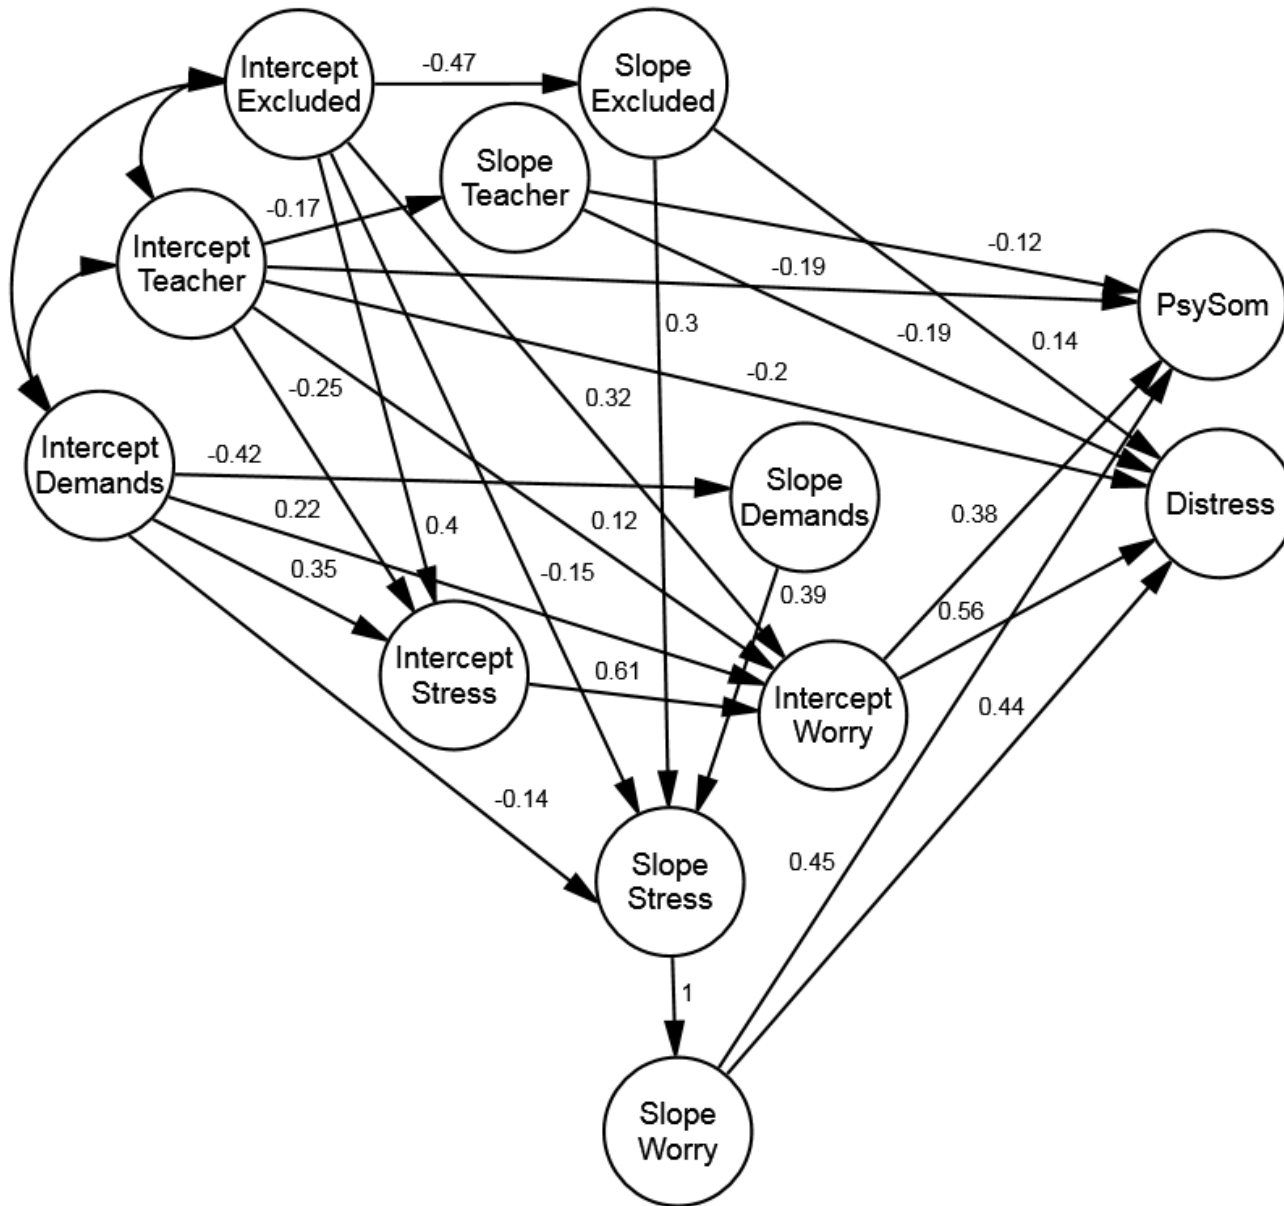 Intercept
Excluded
-0.47
Slope
Excluded
Slope
Teacher
-0.17
Intercept
Teacher
-0.12
-0.19
PsySom
0.3
-0.19
0.14
-0.2
-0.25
0.32
Intercept
Demands
-0.42
Slope
Demands
Distress
0.22
0.12
0.38
0.4
0.35
-0.15
0.39
0.56
Intercept
Stress
0.61
Intercept
Worry
0.44
-0.14
0.45
Slope
Stress
1
Slope
Worry